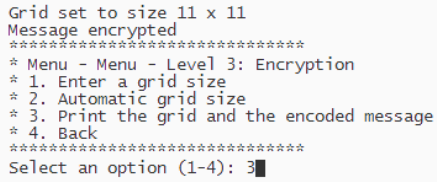 Grid set to size 11 x 11
Message encrypted
******************************
* Menu - Menu - Level 3: Encryption
* 1. Enter a grid size
* 2. Automatic grid size
* 3. Print the grid and the encoded message
* 4. Back
******************************
Select an option (1-4): 3